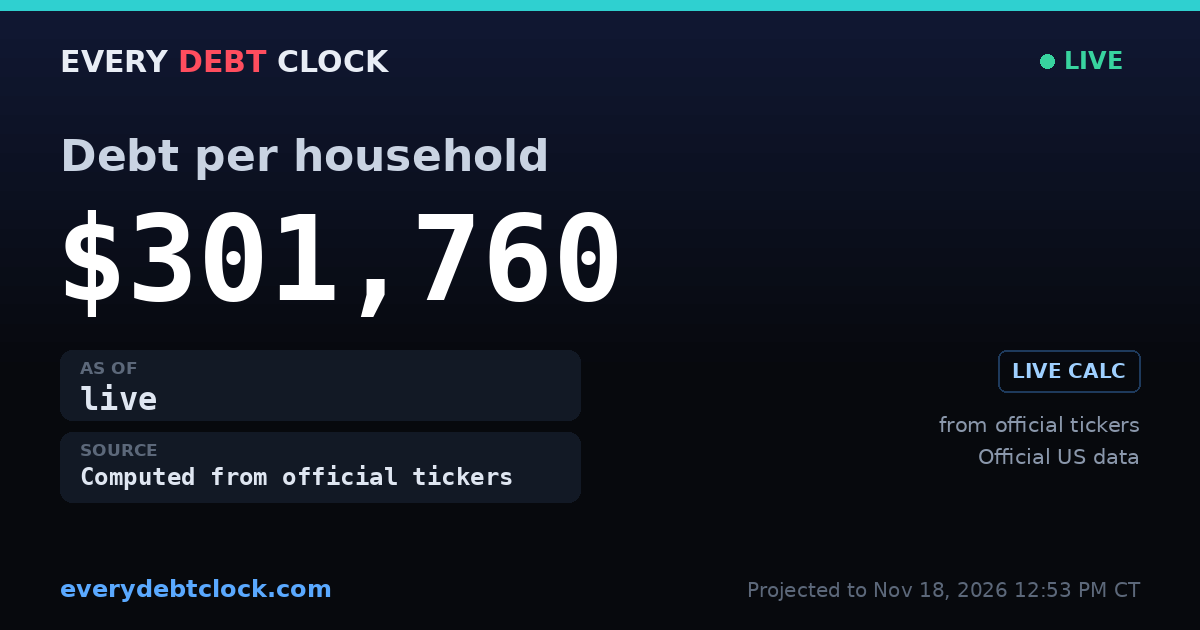 EVERY DEBT CLOCK
LIVE
Debt per household
$301,760
AS OF
live
SOURCE
Computed from official tickers
LIVE CALC
from official tickers
Official US data
everydebtclock.com
Projected to Nov 18, 2026 12:53 PM CT